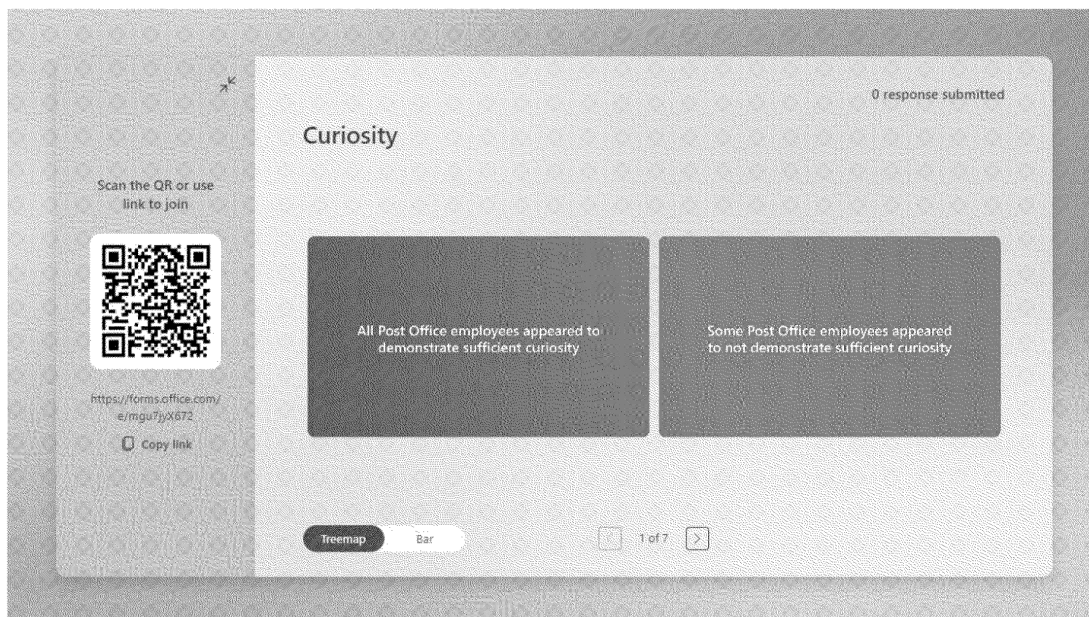 0 response submitted
Curiosity
Scan the QR or use
link to join
All Post Office employees appeared to
demonstrate sufficient curiosity
Some Post Office employees appeared
to not demonstrate sufficient curiosity
https://forms.office.com/
e/mgu7jyX672
Copy link
Treemap
Bar
1 of 7